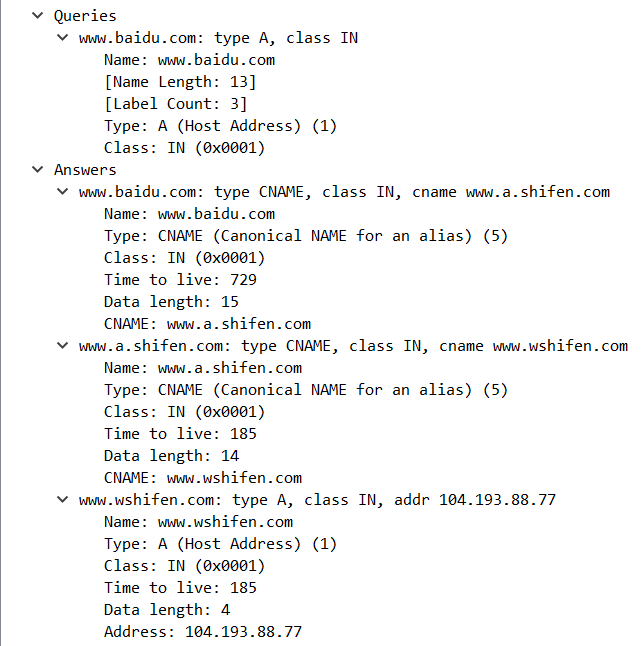 Queries
www.baidu.com: type A, class IN
Name: www.baidu.com
[Name Length: 13]
[Label Count: 3]
Type: A (Host Address) (1)
Class: IN (0x0001)
Answers
www.baidu.com: type CNAME, class IN, cname www.a.shifen.com
Name: www.baidu.com
Type: CNAME (Canonical NAME for an alias) (5)
Class: IN (0x0001)
Time to live: 729
Data length: 15
CNAME: www.a.shifen.com
www.a.shifen.com: type CNAME, class IN, cname www.wshifen.com
Name: www.a.shifen.com
Type: CNAME (Canonical NAME for an alias) (5)
Class: IN (0x0001)
Time to live: 185
Data length: 14
CNAME: www.wshifen.com
www.wshifen.com: type A, class IN, addr 104.193.88.77
Name: www.wshifen.com
Type: A (Host Address) (1)
Class: IN (0x0001)
Time to live: 185
Data length: 4
Address: 104.193.88.77